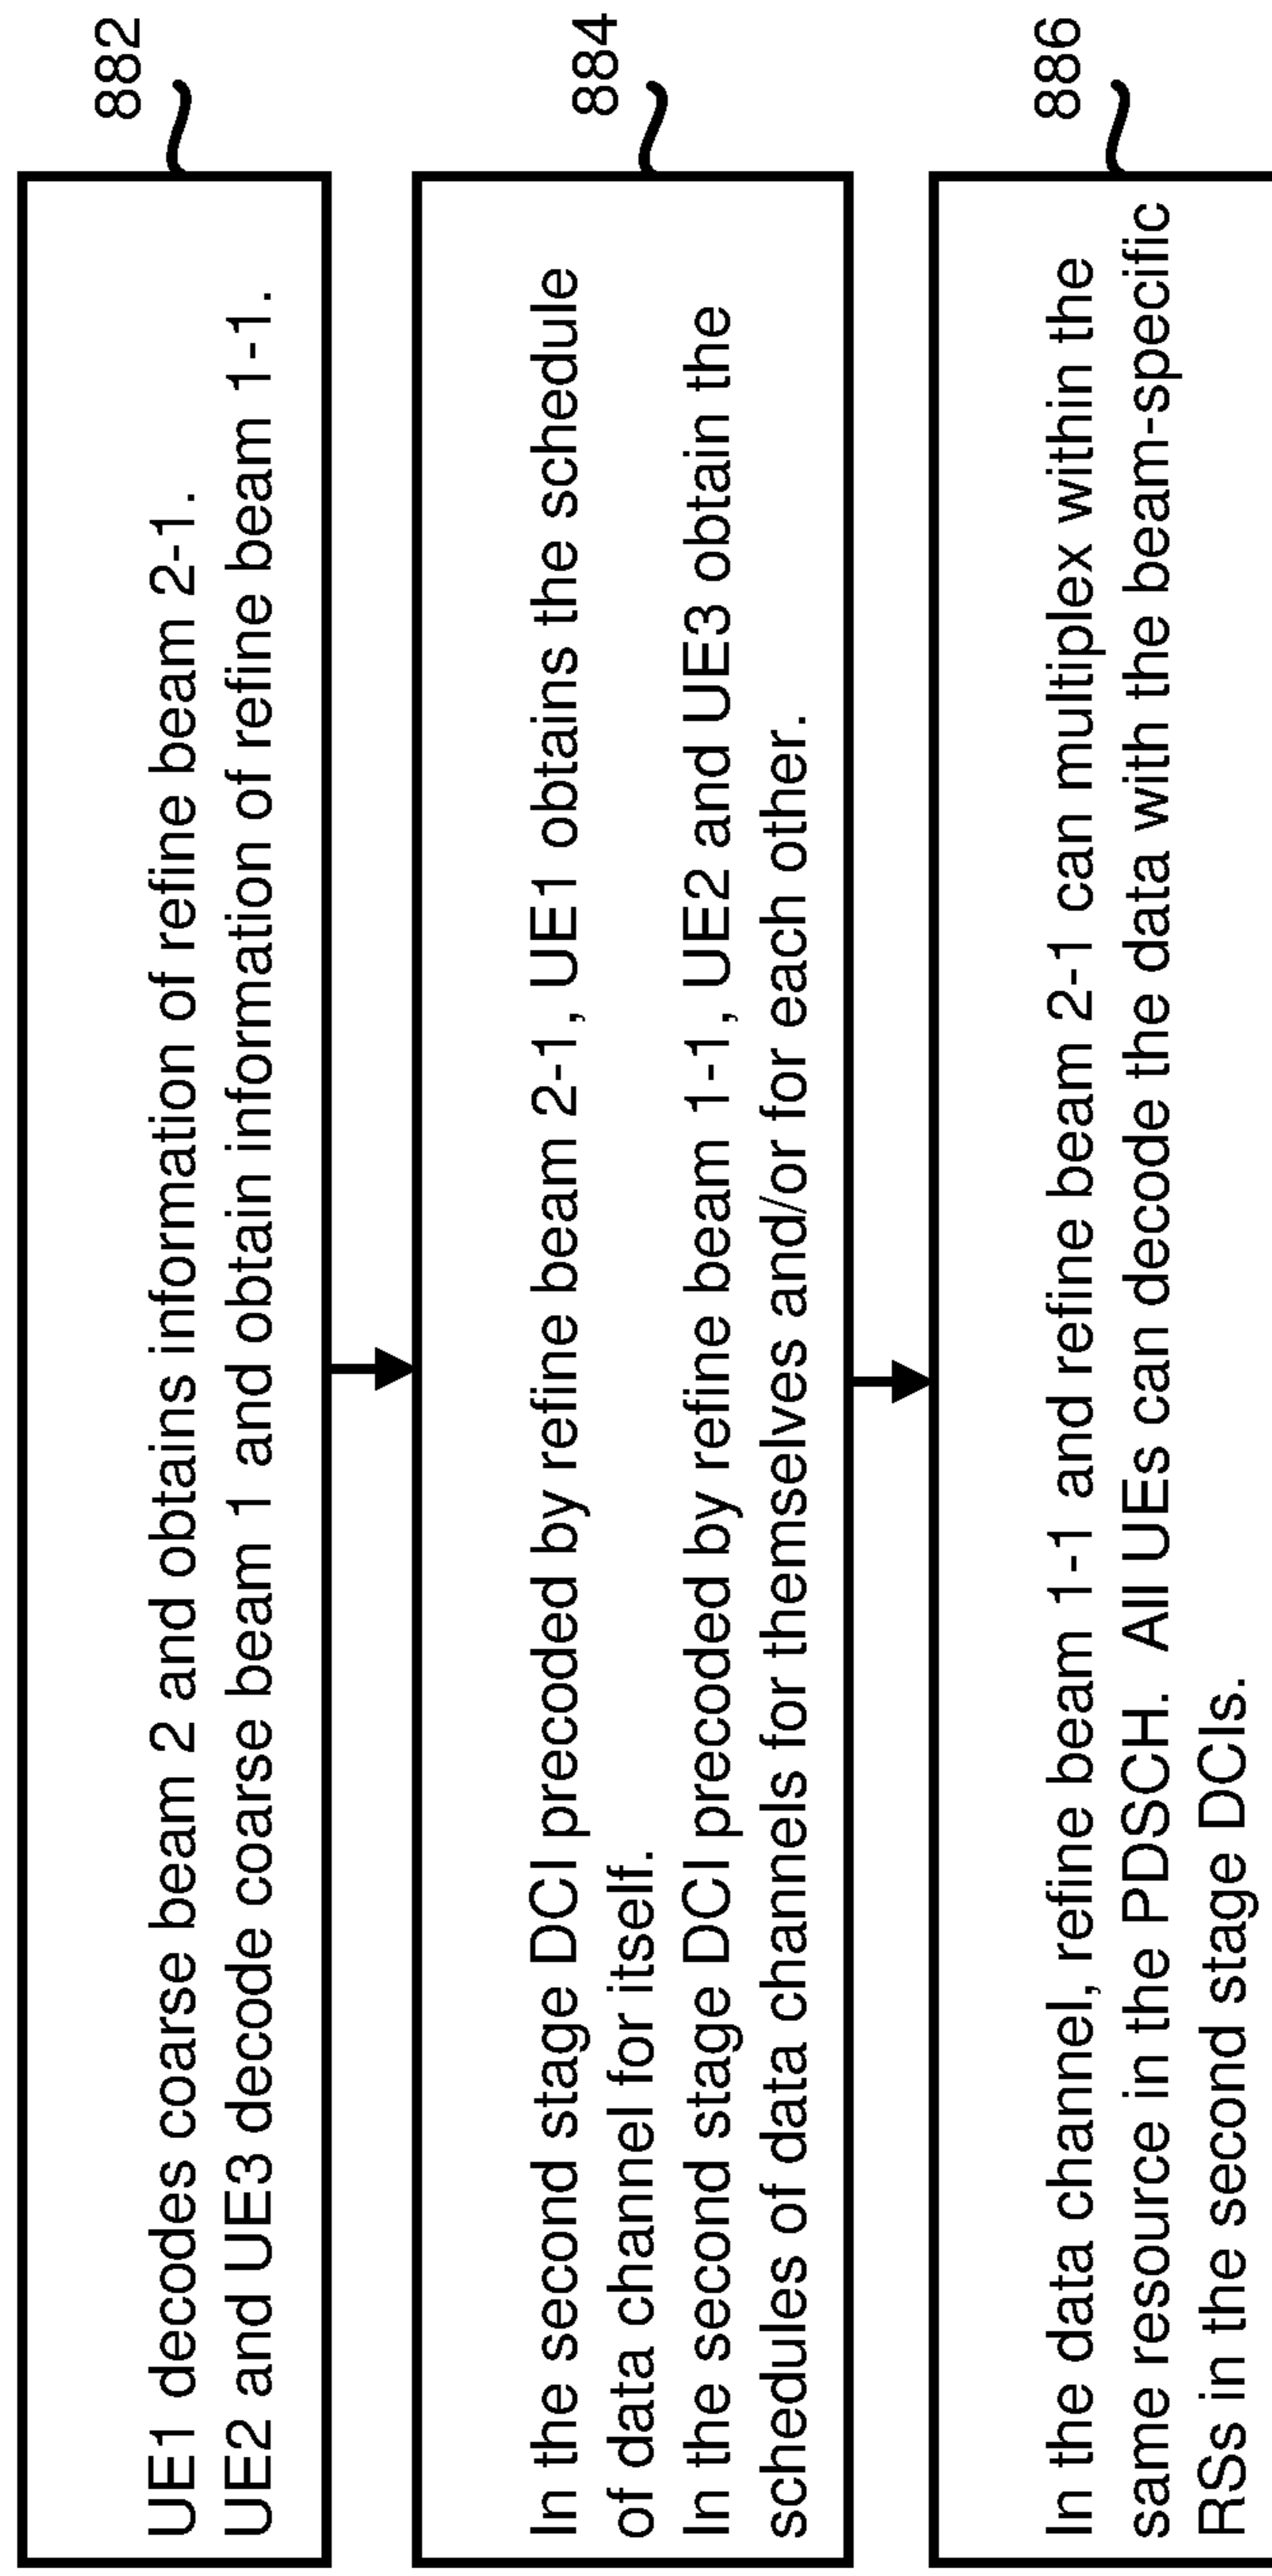 882
UE1 decodes coarse beam 2 and obtains information of refine beam 2-1.
UE2 and UE3 decode coarse beam 1 and obtain information of refine beam 1-1.
884
In the second stage DCI precoded by refine beam 2-1, UE1 obtains the schedule
of data channel for itself.
In the second stage DCI precoded by refine beam 1-1, UE2 and UE3 obtain the
schedules of data channels for themselves and/or for each other.
886
In the data channel, refine beam 1-1 and refine beam 2-1 can multiplex within the
same resource in the PDSCH. All UEs can decode the data with the beam-specific
RSs in the second stage DCIs.